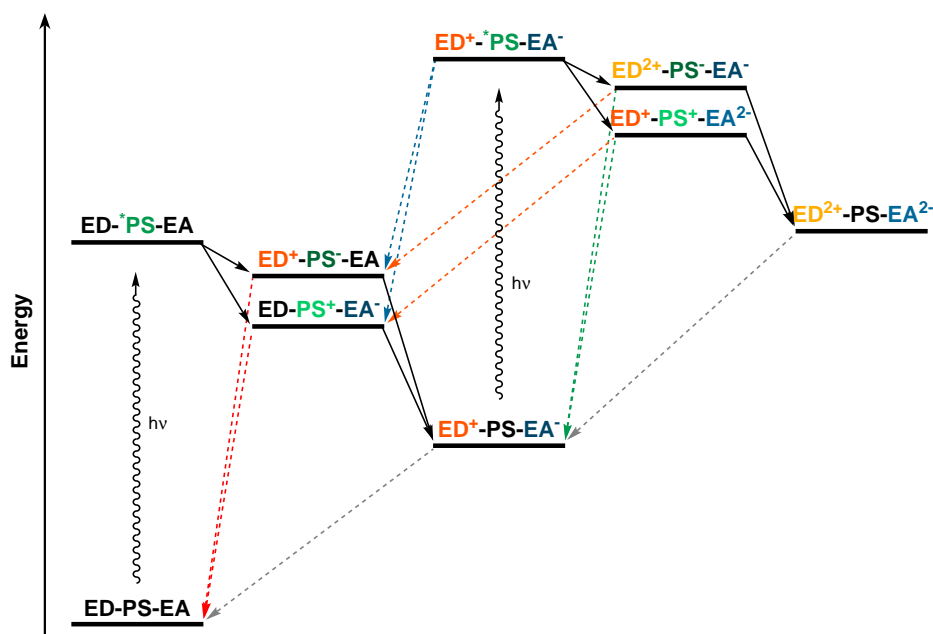 ED⁺-*PS-EA⁻
ED²⁺-PS⁻-EA⁻
ED⁺-PS⁺-EA²⁻
ED-*PS-EA
ED²⁺-PS-EA²⁻
ED⁺-PS⁻-EA
hν
ED-PS⁺-EA⁻
Energy
hν
ED⁺-PS-EA⁻
ED-PS-EA